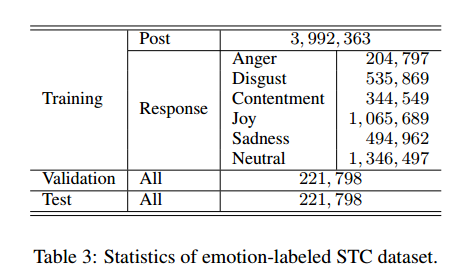 Post 3,992,363
Anger 204,797
Disgust 535,869
Training Response Contentment 344,549
Joy 1,065,689
Sadness 494,962
Neutral 1,346,497
Validation All 221,798
Test All 221,798
Table 3: Statistics of emotion-labeled STC dataset.